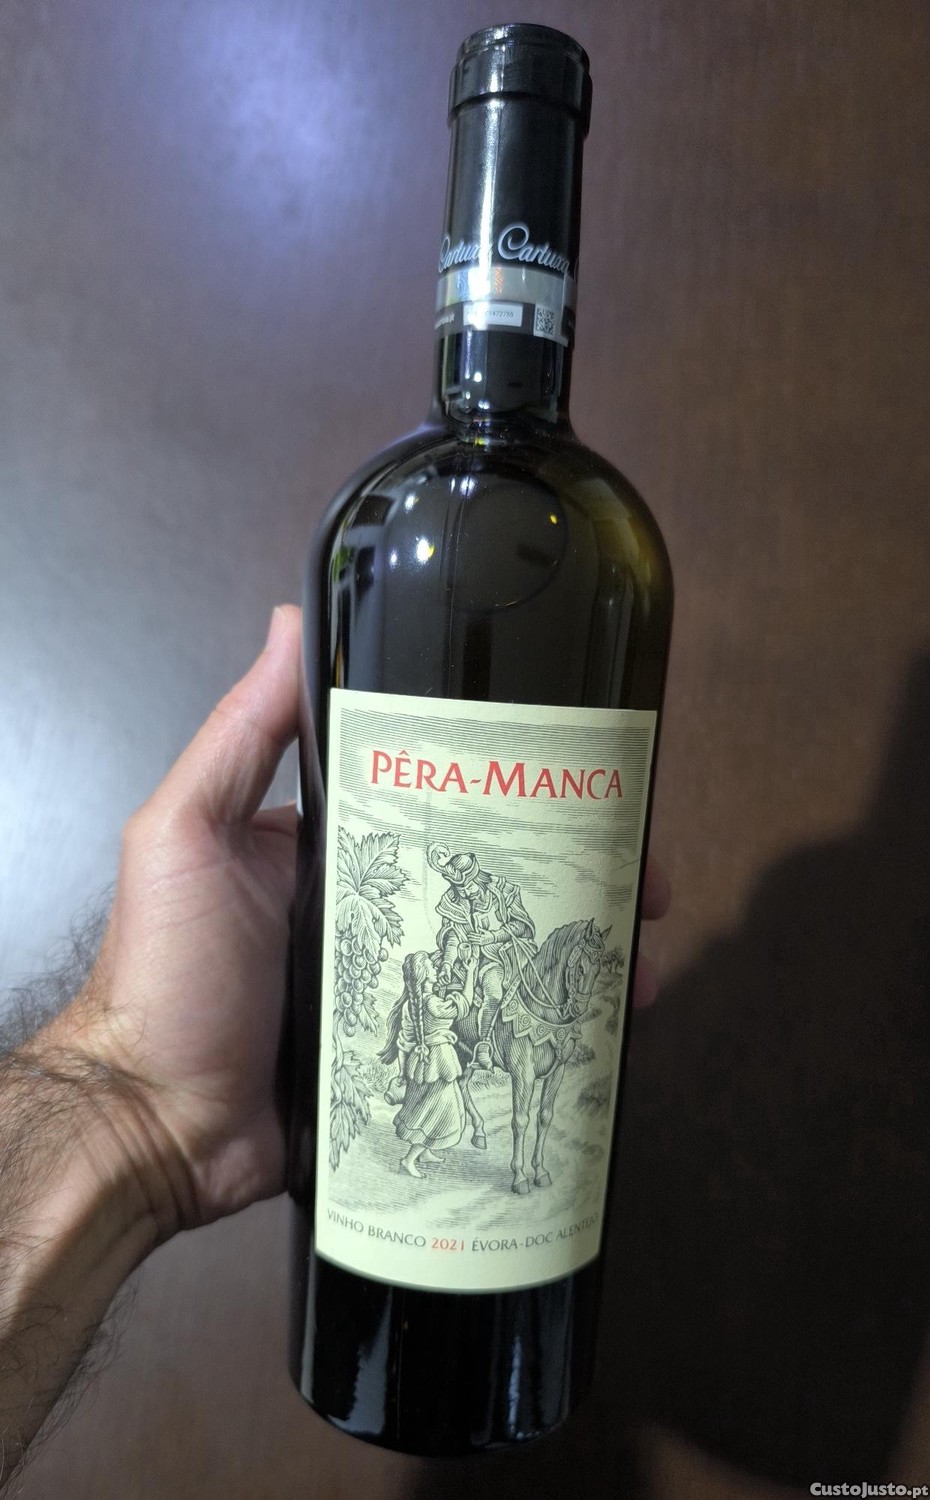 Cartuxa Cartuxa
PÊRA-MANCA
VINHO BRANCO 2021 ÉVORA-DOC ALENTEJO
CustoJusto.pt